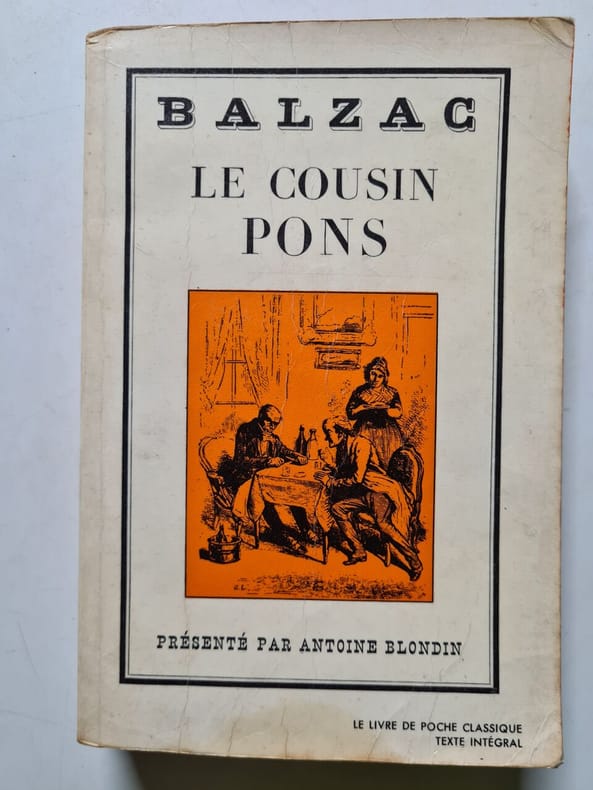 BALZAC
LE COUSIN
PONS
PRÉSENTÉ PAR ANTOINE BLONDIN
LE LIVRE DE POCHE CLASSIQUE
TEXTE INTÉGRAL